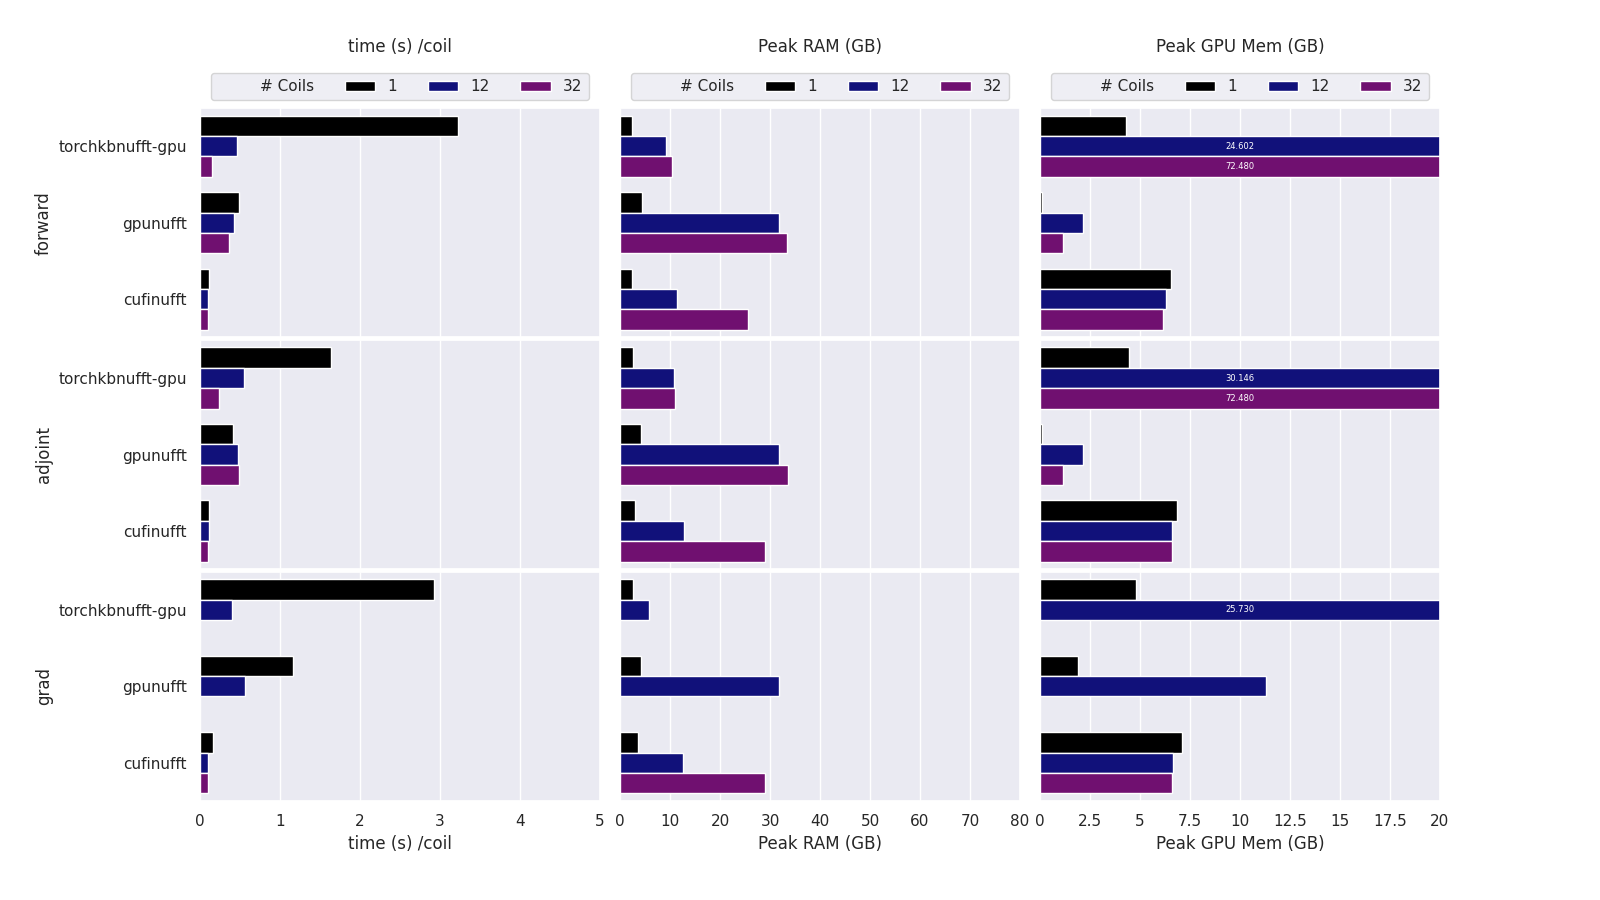 time (s) /coil Peak RAM (GB) Peak GPU Mem (GB)
# Coils 1 12 32 # Coils 1 12 32 # Coils 1 12 32
forward
torchkbnufft-gpu
24.602
72.480
gpunufft
cufinufft
adjoint
torchkbnufft-gpu
30.146
72.480
gpunufft
cufinufft
grad
torchkbnufft-gpu
25.730
gpunufft
cufinufft
0 1 2 3 4 5 0 10 20 30 40 50 60 70 80 0 2.5 5 7.5 10 12.5 15 17.5 20
time (s) /coil Peak RAM (GB) Peak GPU Mem (GB)